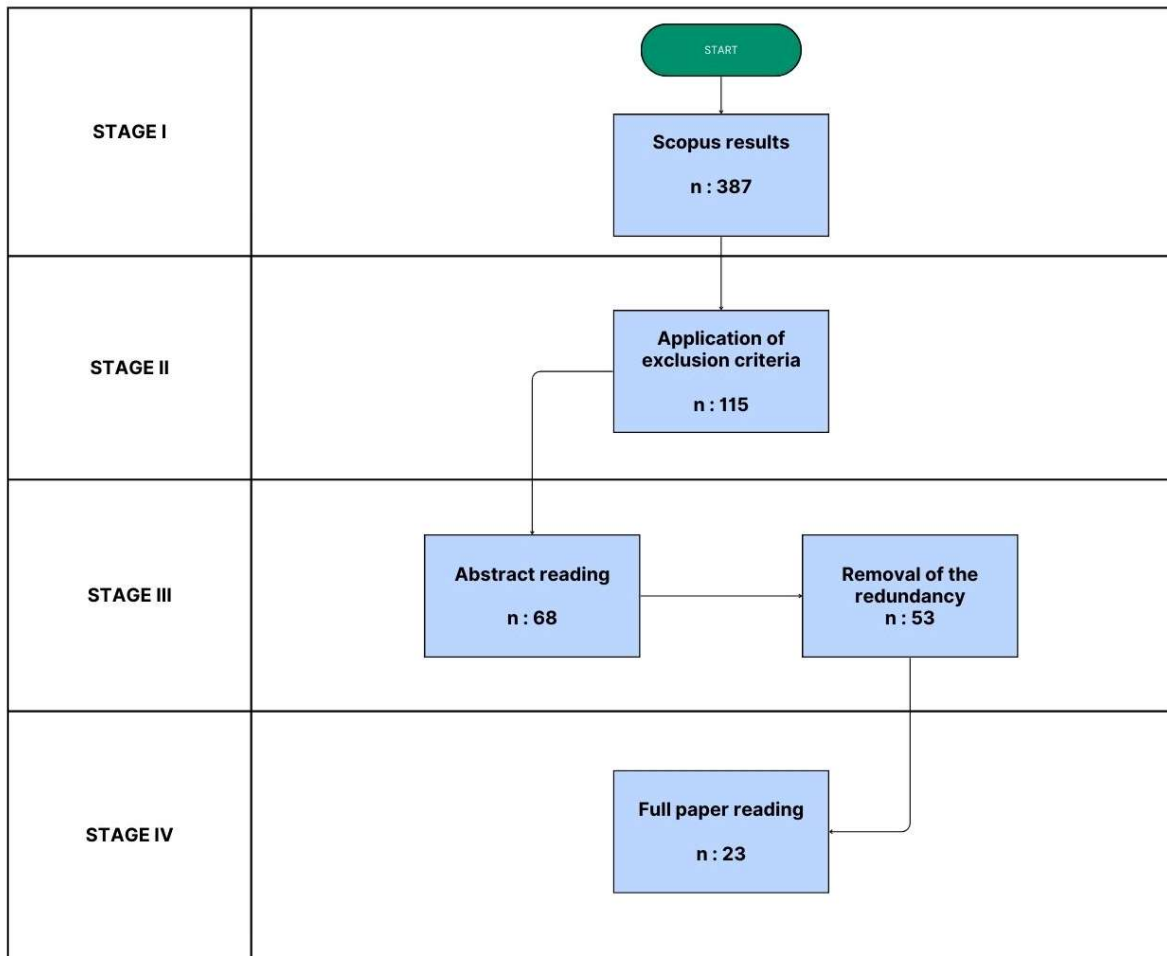 STAGE I
START
Scopus results
n : 387
STAGE II
Application of
exclusion criteria
n : 115
STAGE III
Abstract reading
n : 68
Removal of the
redundancy
n : 53
STAGE IV
Full paper reading
n : 23